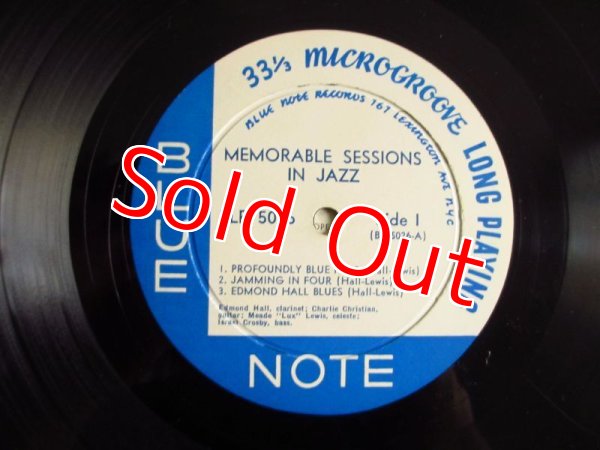 33⅓ MICROGROOVE LONG PLAYING
BLUE NOTE RECORDS 767 LEXINGTON AVE NYC
MEMORABLE SESSIONS
IN JAZZ
LP Side 1
1. PROFOUNDLY BLUE
2. JAMMING IN FOUR (Hall-Lewis)
3. EDMOND HALL BLUES (Hall-Lewis)
Edmond Hall, clarinet; Charlie Christian,
guitar; Meade "Lux" Lewis, celeste;
Israel Crosby, bass.
BLUE
NOTE
Sold Out